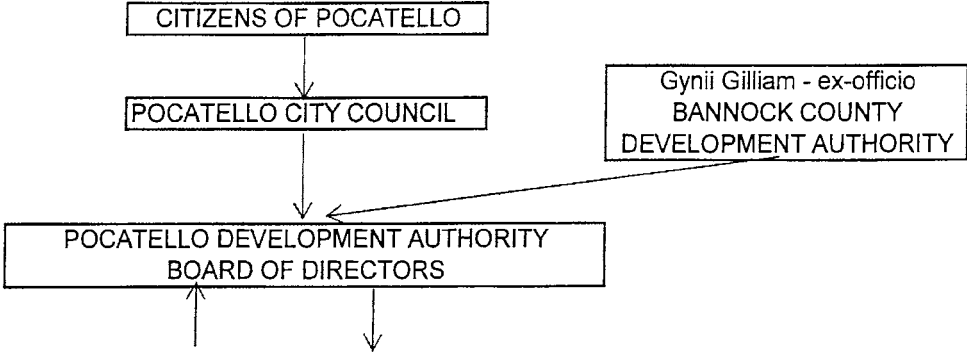 CITIZENS OF POCATELLO
POCATELLO CITY COUNCIL
Gynii Gilliam - ex-officio
BANNOCK COUNTY
DEVELOPMENT AUTHORITY
POCATELLO DEVELOPMENT AUTHORITY
BOARD OF DIRECTORS